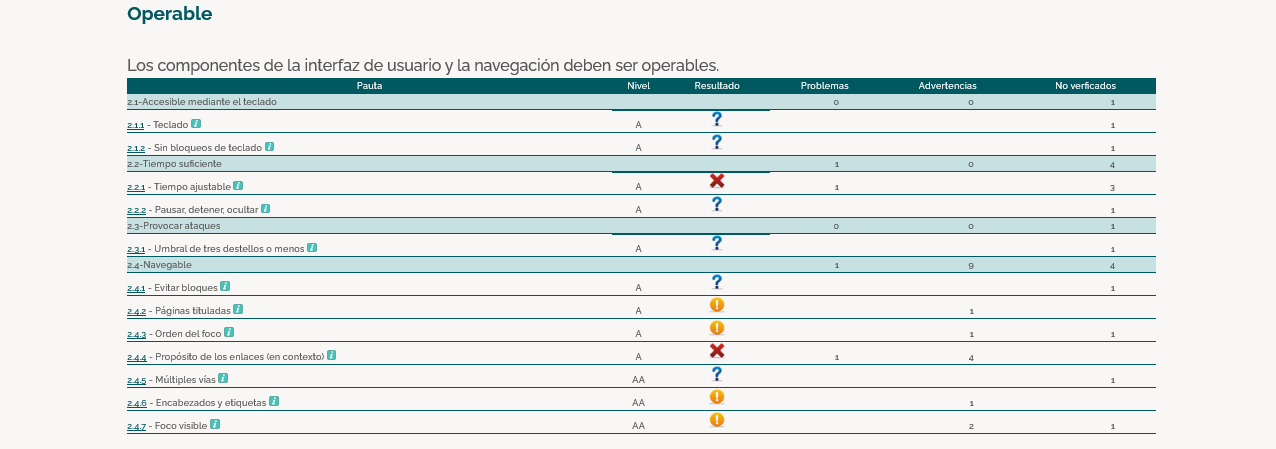 Operable
Los componentes de la interfaz de usuario y la navegación deben ser operables.
Pauta Nivel Resultado Problemas Advertencias No verficados
2.1-Accesible mediante el teclado 0 0 1
2.1.1 - Teclado i A ? 1
2.1.2 - Sin bloqueos de teclado i A ? 1
2.2-Tiempo suficiente 1 0 4
2.2.1 - Tiempo ajustable i A 1 3
2.2.2 - Pausar, detener, ocultar i A ? 1
2.3-Provocar ataques 0 0 1
2.3.1 - Umbral de tres destellos o menos i A ? 1
2.4-Navegable 1 9 4
2.4.1 - Evitar bloques i A ? 1
2.4.2 - Páginas tituladas i A ! 1
2.4.3 - Orden del foco i A ! 1 1
2.4.4 - Propósito de los enlaces (en contexto) i A 1 4
2.4.5 - Múltiples vías i AA ? 1
2.4.6 - Encabezados y etiquetas i AA ! 1
2.4.7 - Foco visible i AA ! 2 1